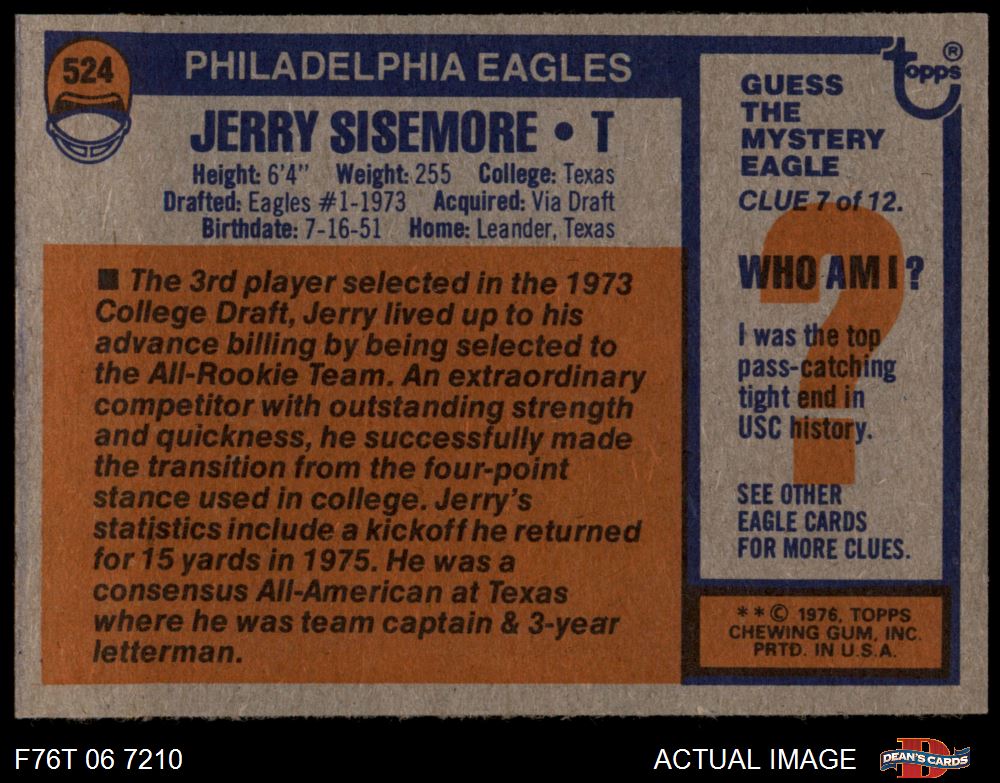 524
PHILADELPHIA EAGLES
JERRY SISEMORE • T
Height: 6'4" Weight: 255 College: Texas
Drafted: Eagles #1-1973 Acquired: Via Draft
Birthdate: 7-16-51 Home: Leander, Texas
■ The 3rd player selected in the 1973
College Draft, Jerry lived up to his
advance billing by being selected to
the All-Rookie Team. An extraordinary
competitor with outstanding strength
and quickness, he successfully made
the transition from the four-point
stance used in college. Jerry's
statistics include a kickoff he returned
for 15 yards in 1975. He was a
consensus All-American at Texas
where he was team captain & 3-year
letterman.
topps ®
GUESS
THE
MYSTERY
EAGLE
CLUE 7 of 12.
WHO AM I ?
I was the top
pass-catching
tight end in
USC history.
SEE OTHER
EAGLE CARDS
FOR MORE CLUES.
* * © 1976, TOPPS
CHEWING GUM, INC.
PRTD. IN U.S.A.
F76T 06 7210
ACTUAL IMAGE
DEAN'S CARDS